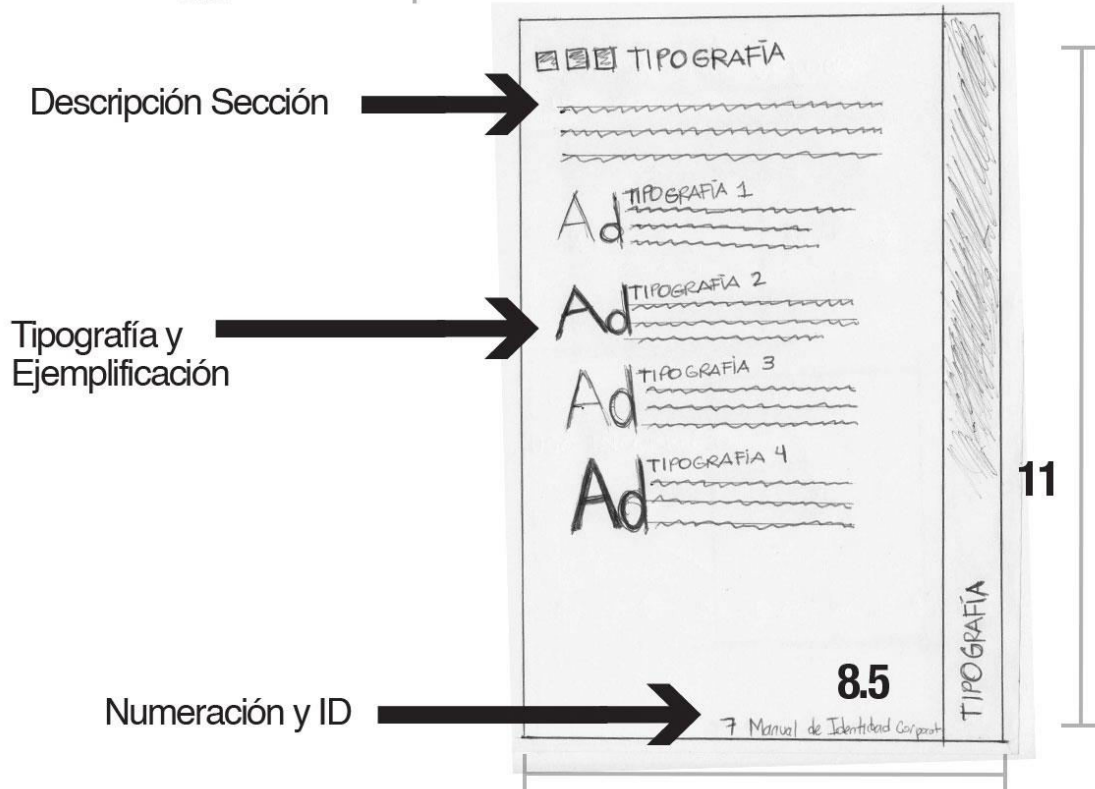 TIPOGRAFÍA
Descripción Sección
Ad TIPOGRAFÍA 1
Ad TIPOGRAFÍA 2
Tipografía y
Ejemplificación
Ad TIPOGRAFÍA 3
Ad TIPOGRAFÍA 4
11
TIPOGRAFÍA
8.5
Numeración y ID
7 Manual de Identidad Corporat